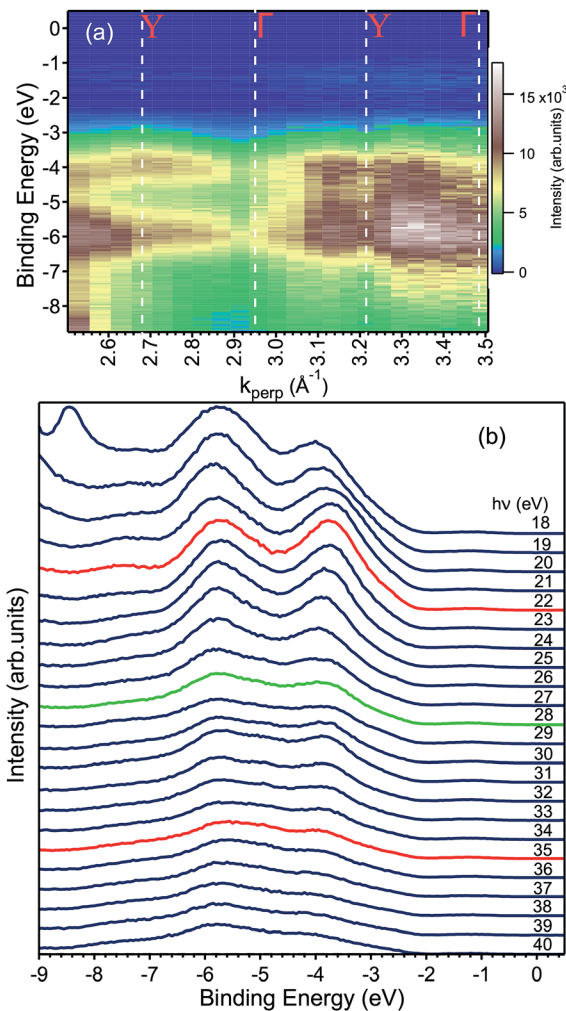 (a)
Y Γ Y Γ
0
-1
-2
-3
-4
-5
-6
-7
-8
Binding Energy (eV)
2.6 2.7 2.8 2.9 3.0 3.1 3.2 3.3 3.4 3.5
k perp (Å⁻¹)
15 x10³
10
5
0
Intensity (arb.units)
(b)
hν (eV)
18
19
20
21
22
23
24
25
26
27
28
29
30
31
32
33
34
35
36
37
38
39
40
Intensity (arb.units)
-9 -8 -7 -6 -5 -4 -3 -2 -1 0
Binding Energy (eV)